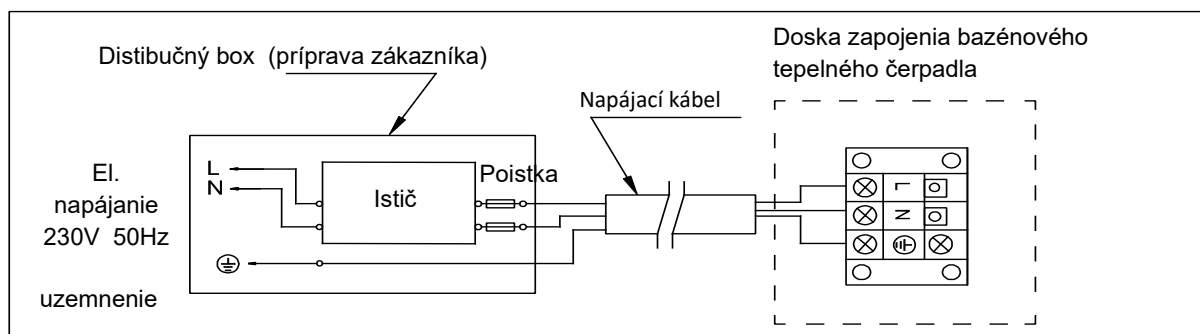 Distibučný box (príprava zákazníka)
Doska zapojenia bazénového
tepelného čerpadla
Napájací kábel
El.
napájanie
230V 50Hz
uzemnenie
L
N
Istič
Poistka
L
N